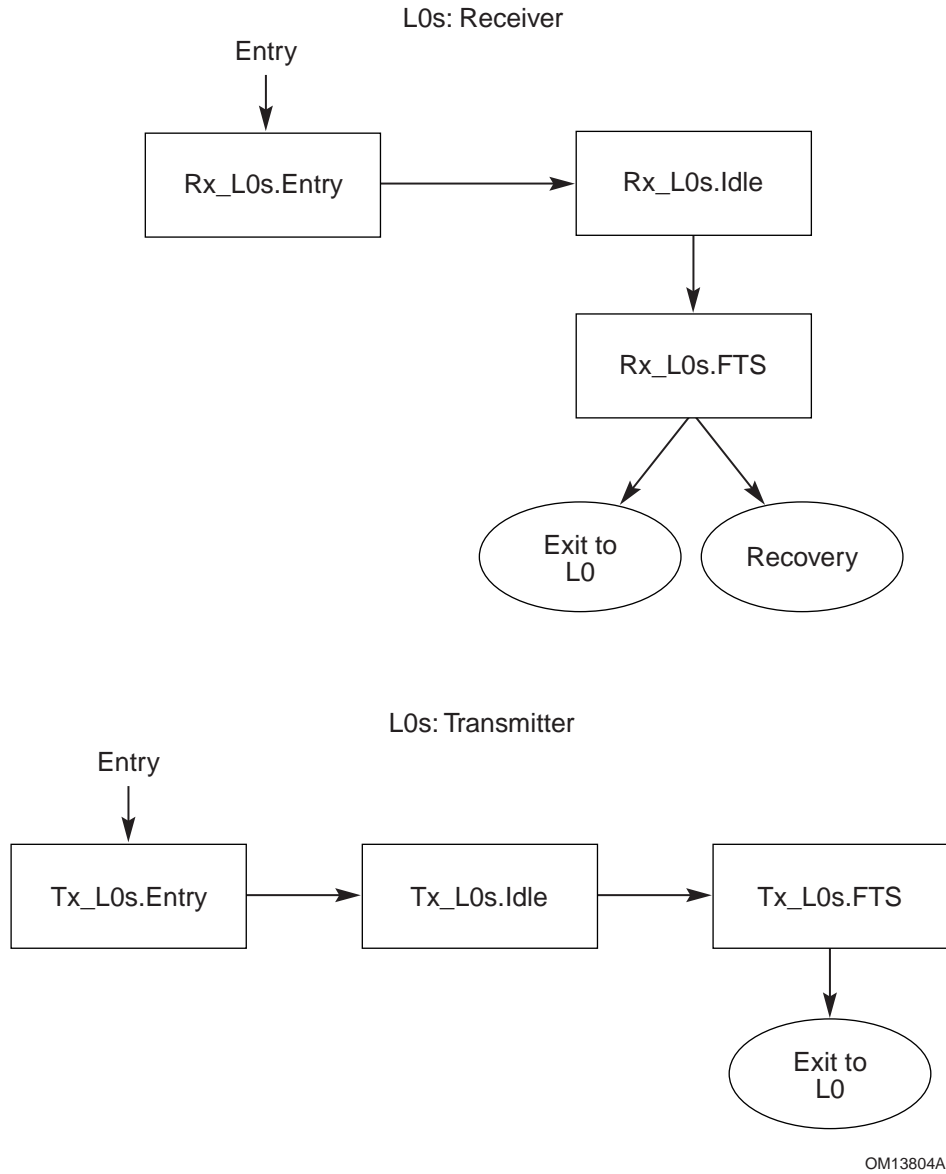 L0s: Receiver
Entry
Rx_L0s.Entry
Rx_L0s.Idle
Rx_L0s.FTS
Exit to
L0
Recovery
L0s: Transmitter
Entry
Tx_L0s.Entry
Tx_L0s.Idle
Tx_L0s.FTS
Exit to
L0
OM13804A